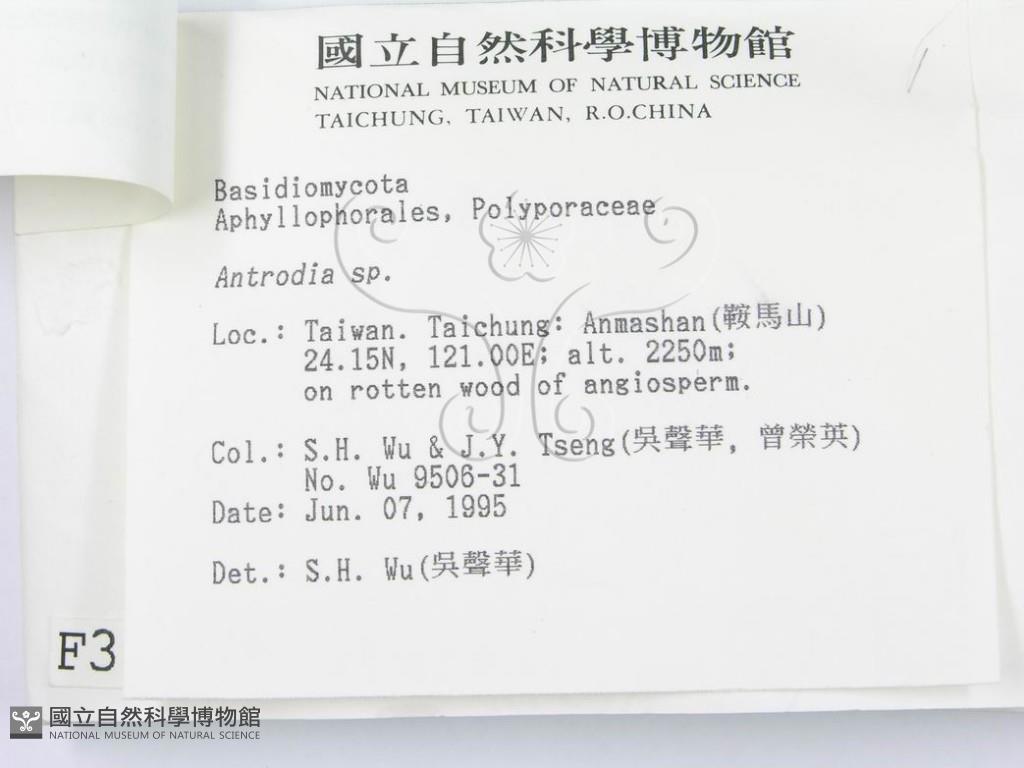 國立自然科學博物館
NATIONAL MUSEUM OF NATURAL SCIENCE
TAICHUNG, TAIWAN, R.O.CHINA
Basidiomycota
Aphyllophorales, Polyporaceae
Antrodia sp.
Loc.: Taiwan. Taichung: Anmashan(鞍馬山)
24.15N, 121.00E; alt. 2250m;
on rotten wood of angiosperm.
Col.: S.H. Wu & J.Y. Tseng(吳聲華, 曾榮英)
No. Wu 9506-31
Date: Jun. 07, 1995
Det.: S.H. Wu(吳聲華)
F3
國立自然科學博物館
NATIONAL MUSEUM OF NATURAL SCIENCE